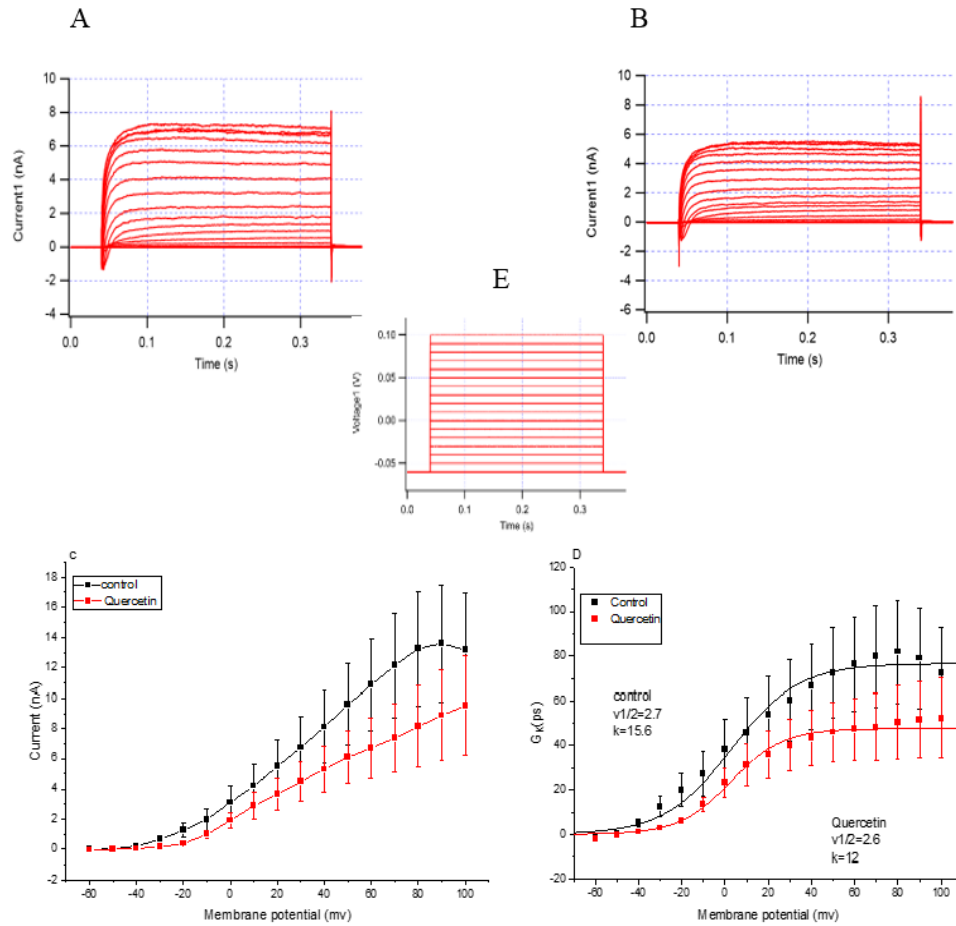 A
B
10
8
6
4
2
0
-2
-4
Current1 (nA)
0.0
0.1
0.2
0.3
Time (s)
10
8
6
4
2
0
-2
-4
-6
Current1 (nA)
0.0
0.1
0.2
0.3
Time (s)
E
0.10
0.05
0.00
-0.05
Voltage1 (V)
0.0
0.1
0.2
0.3
Time (s)
c
control
Quercetin
18
16
14
12
10
8
6
4
2
0
-2
Current (nA)
-60
-40
-20
0
20
40
60
80
100
Membrane potential (mv)
D
Control
Quercetin
120
100
80
60
40
20
0
-20
GK(ps)
control
v1/2=2.7
k=15.6
Quercetin
v1/2=2.6
k=12
-60
-40
-20
0
20
40
60
80
100
Membrane potential (mv)